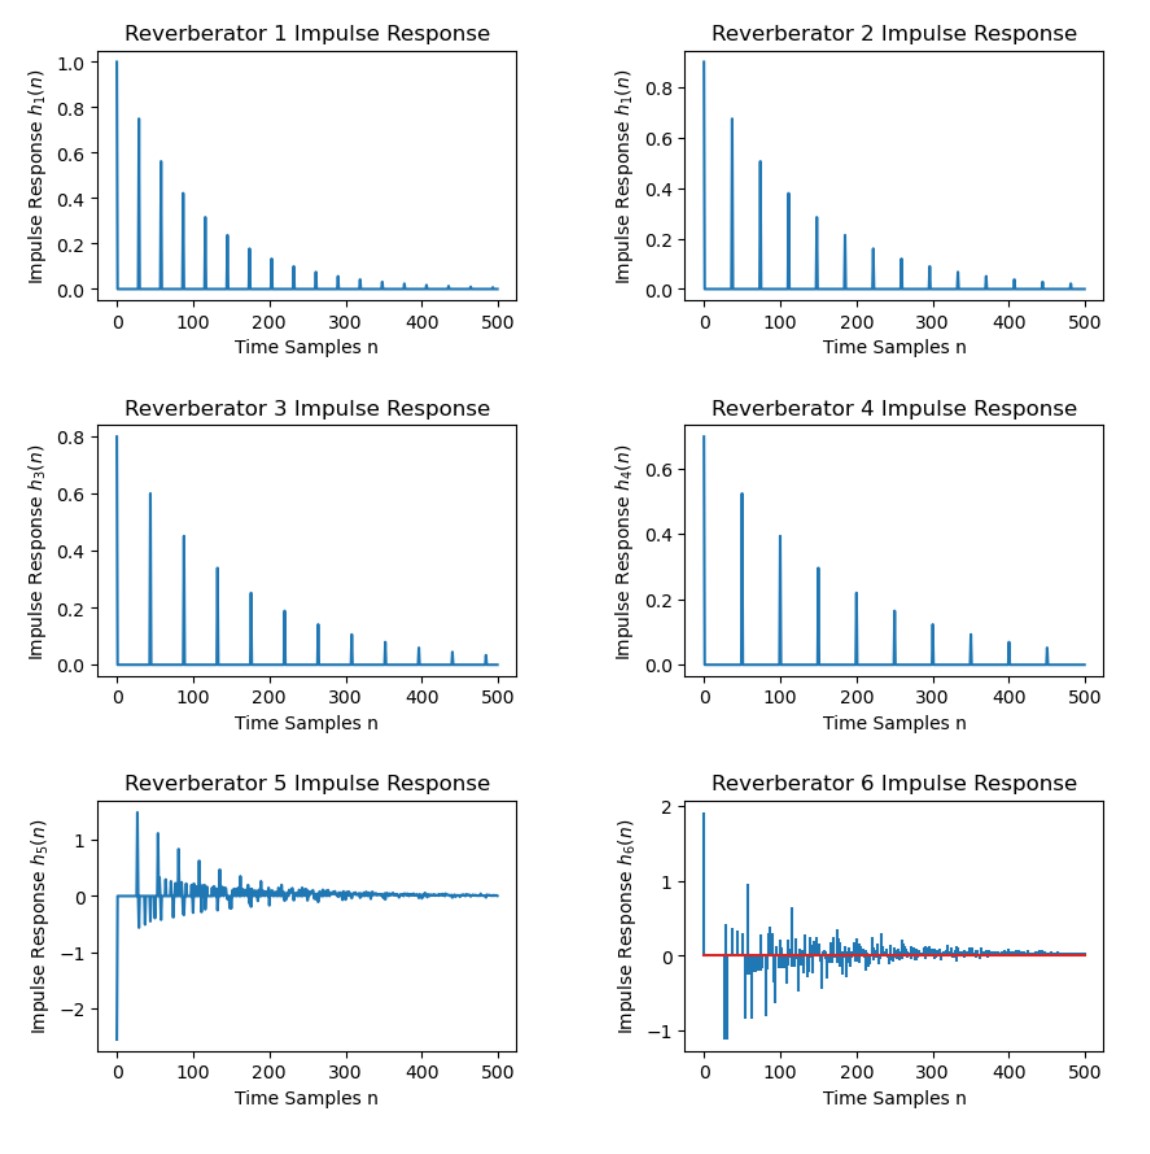 Reverberator 1 Impulse Response
Impulse Response h₁(n)
1.0
0.8
0.6
0.4
0.2
0.0
0 100 200 300 400 500
Time Samples n
Reverberator 2 Impulse Response
Impulse Response h₁(n)
0.8
0.6
0.4
0.2
0.0
0 100 200 300 400 500
Time Samples n
Reverberator 3 Impulse Response
Impulse Response h₃(n)
0.8
0.6
0.4
0.2
0.0
0 100 200 300 400 500
Time Samples n
Reverberator 4 Impulse Response
Impulse Response h₄(n)
0.6
0.4
0.2
0.0
0 100 200 300 400 500
Time Samples n
Reverberator 5 Impulse Response
Impulse Response h₅(n)
1
0
−1
−2
0 100 200 300 400 500
Time Samples n
Reverberator 6 Impulse Response
Impulse Response h₆(n)
2
1
0
−1
0 100 200 300 400 500
Time Samples n